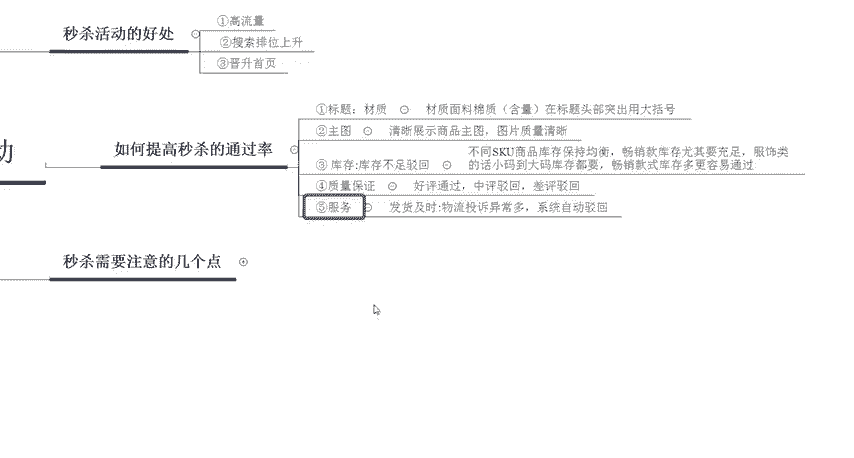 秒杀活动的好处
①高流量
②搜索排位上升
③晋升首页
动
如何提高秒杀的通过率
①标题：材质
材质面料棉质（含量）在标题头部突出用大括号
②主图
清晰展示商品主图，图片质量清晰
③ 库存:库存不足驳回
不同SKU商品库存保持均衡，畅销款库存尤其要充足，服饰类
的话小码到大码库存都要，畅销款式库存多更容易通过
④质量保证
好评通过，中评驳回，差评驳回
⑤服务
发货及时:物流投诉异常多，系统自动驳回
秒杀需要注意的几个点